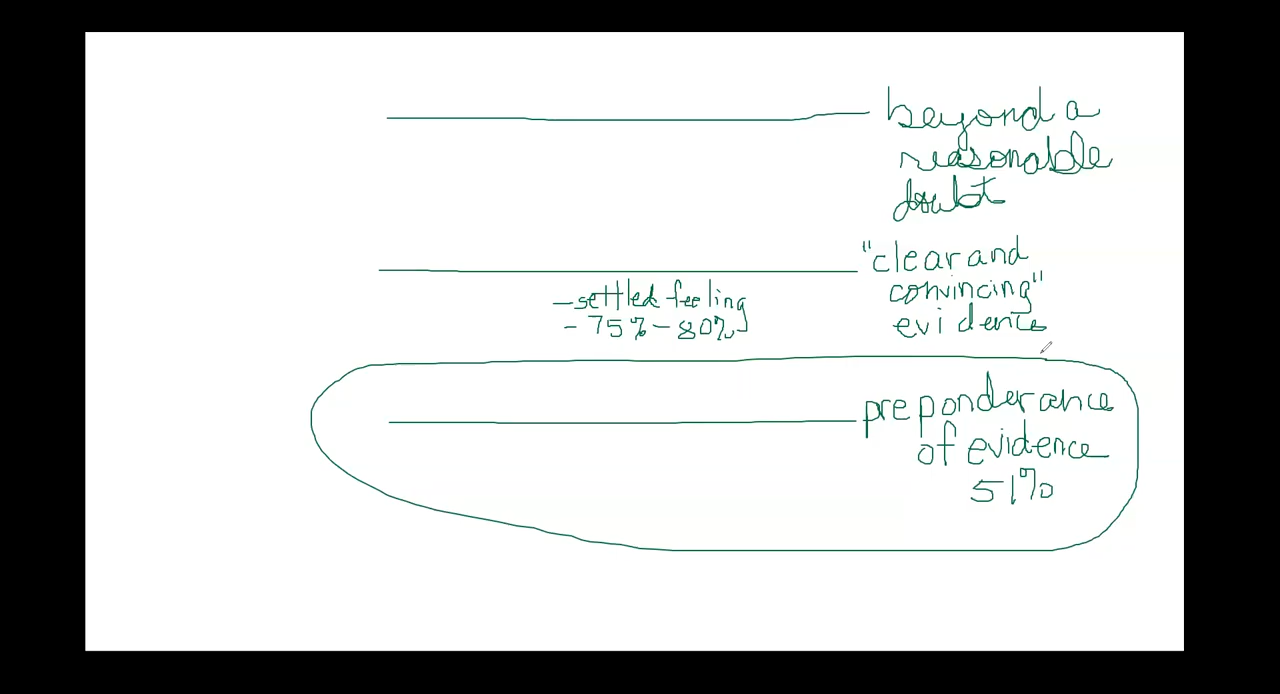 beyond a
reasonable
doubt
"clear and
convincing"
evidence
- settled feeling
- 75% - 80%
preponderance
of evidence
51%